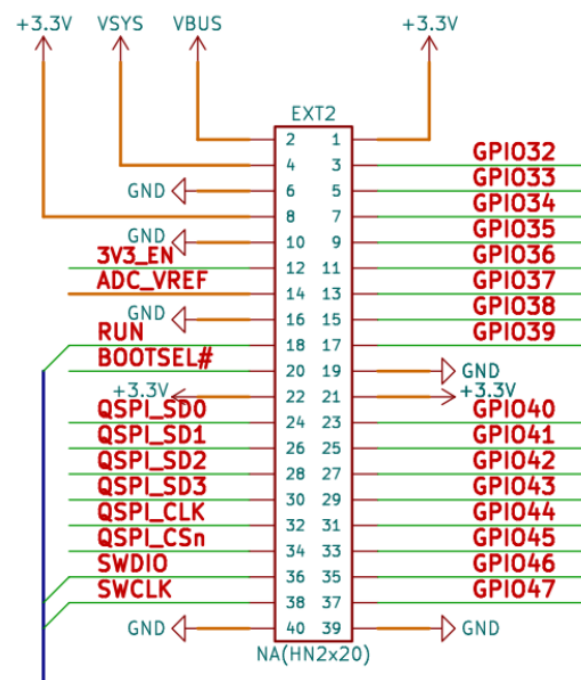 +3.3V VSYS VBUS +3.3V
EXT2
2 1
4 3 GPIO32
GND 6 5 GPIO33
8 7 GPIO34
GND 10 9 GPIO35
3V3_EN 12 11 GPIO36
ADC_VREF 14 13 GPIO37
GND 16 15 GPIO38
RUN 18 17 GPIO39
BOOTSEL# 20 19 GND
+3.3V 22 21 +3.3V
QSPI_SD0 24 23 GPIO40
QSPI_SD1 26 25 GPIO41
QSPI_SD2 28 27 GPIO42
QSPI_SD3 30 29 GPIO43
QSPI_CLK 32 31 GPIO44
QSPI_CSn 34 33 GPIO45
SWDIO 36 35 GPIO46
SWCLK 38 37 GPIO47
GND 40 39 GND
NA(HN2x20)